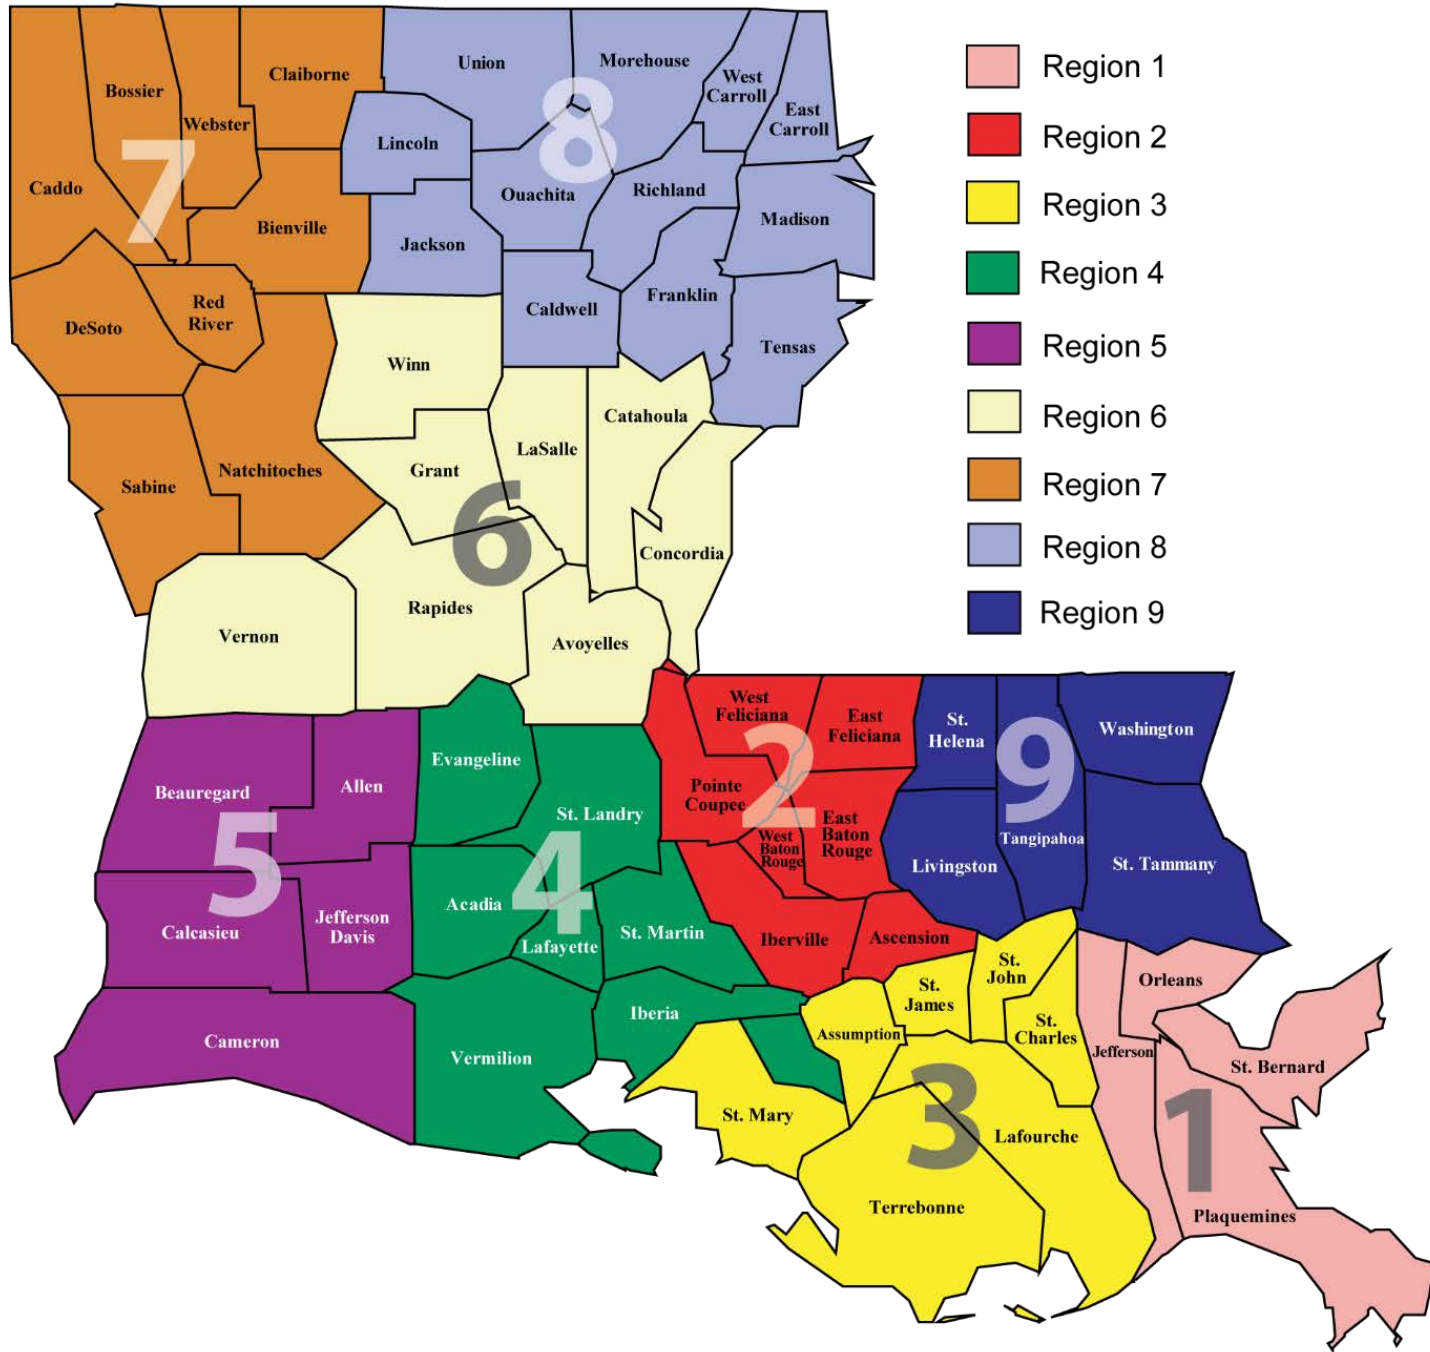 Union
Morehouse
Claiborne
Bossier
West
Carroll
East
Carroll
Webster
Lincoln
7
8
Caddo
Ouachita
Richland
Bienville
Jackson
Madison
Red
River
Caldwell
Franklin
DeSoto
Tensas
Winn
Catahoula
LaSalle
Grant
Natchitoches
Sabine
6
Concordia
Rapides
Vernon
Avoyelles
West
Feliciana
East
Feliciana
St.
Helena
Washington
Evangeline
2
9
Beauregard
Allen
Pointe
Coupee
St. Landry
East
Baton
Rouge
West
Baton
Rouge
Tangipahoa
5
4
Livingston
St. Tammany
Acadia
Jefferson
Davis
Calcasieu
Lafayette
St. Martin
Iberville
Ascension
St.
John
Orleans
St.
James
Iberia
Assumption
St.
Charles
Cameron
Vermilion
Jefferson
St. Bernard
St. Mary
3
1
Lafourche
Terrebonne
Plaquemines
Region 1
Region 2
Region 3
Region 4
Region 5
Region 6
Region 7
Region 8
Region 9